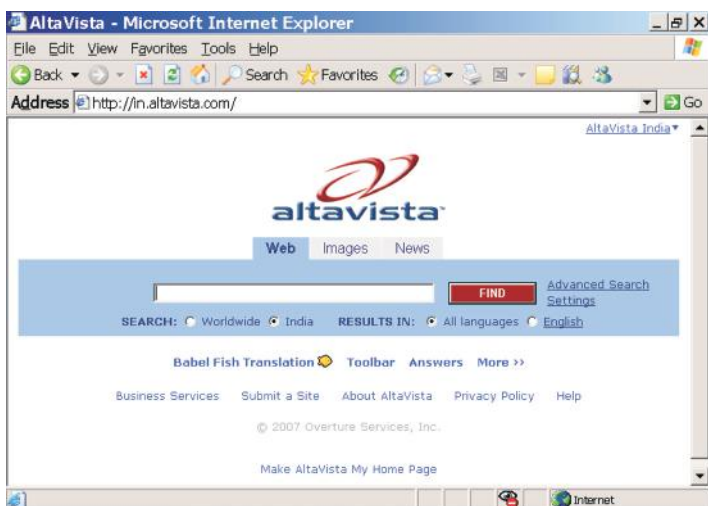 AltaVista - Microsoft Internet Explorer
File Edit View Favorites Tools Help
Back Search Favorites
Address http://in.altavista.com/ Go
AltaVista India
altavista™
Web Images News
FIND Advanced Search
Settings
SEARCH: Worldwide India RESULTS IN: All languages English
Babel Fish Translation Toolbar Answers More >>
Business Services Submit a Site About AltaVista Privacy Policy Help
© 2007 Overture Services, Inc.
Make AltaVista My Home Page
Internet